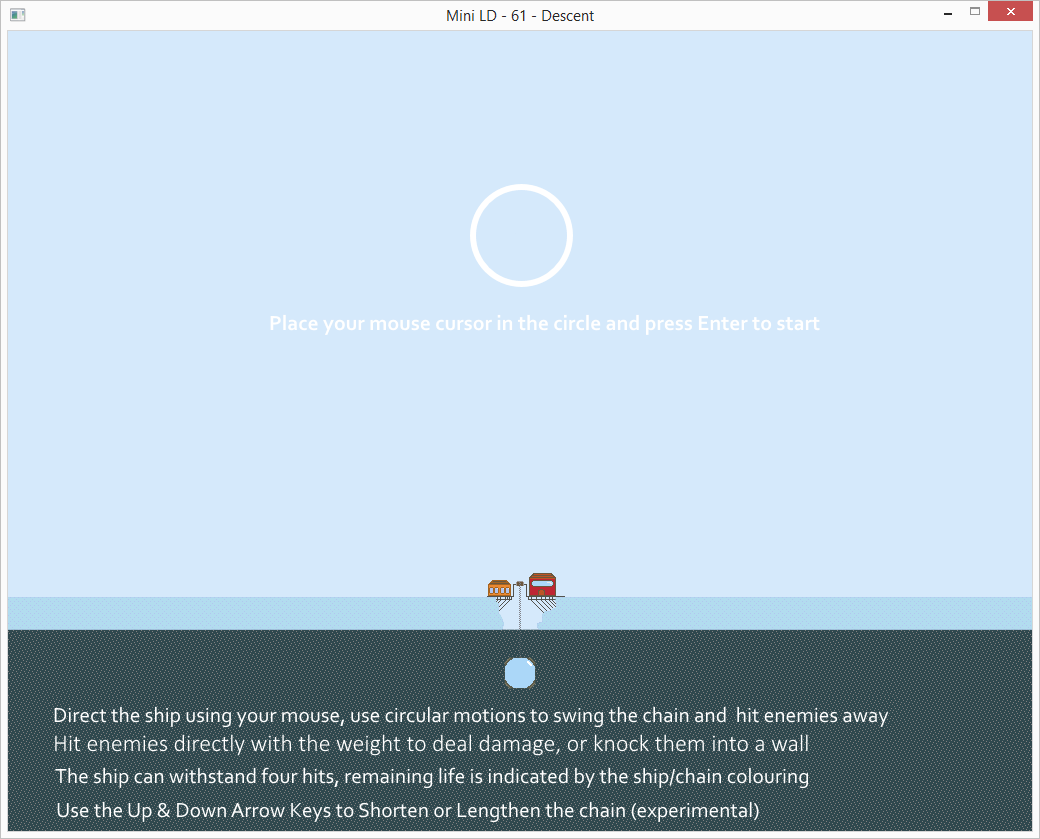 Mini LD - 61 - Descent
Place your mouse cursor in the circle and press Enter to start
Direct the ship using your mouse, use circular motions to swing the chain and  hit enemies away
Hit enemies directly with the weight to deal damage, or knock them into a wall
The ship can withstand four hits, remaining life is indicated by the ship/chain colouring
Use the Up & Down Arrow Keys to Shorten or Lengthen the chain (experimental)